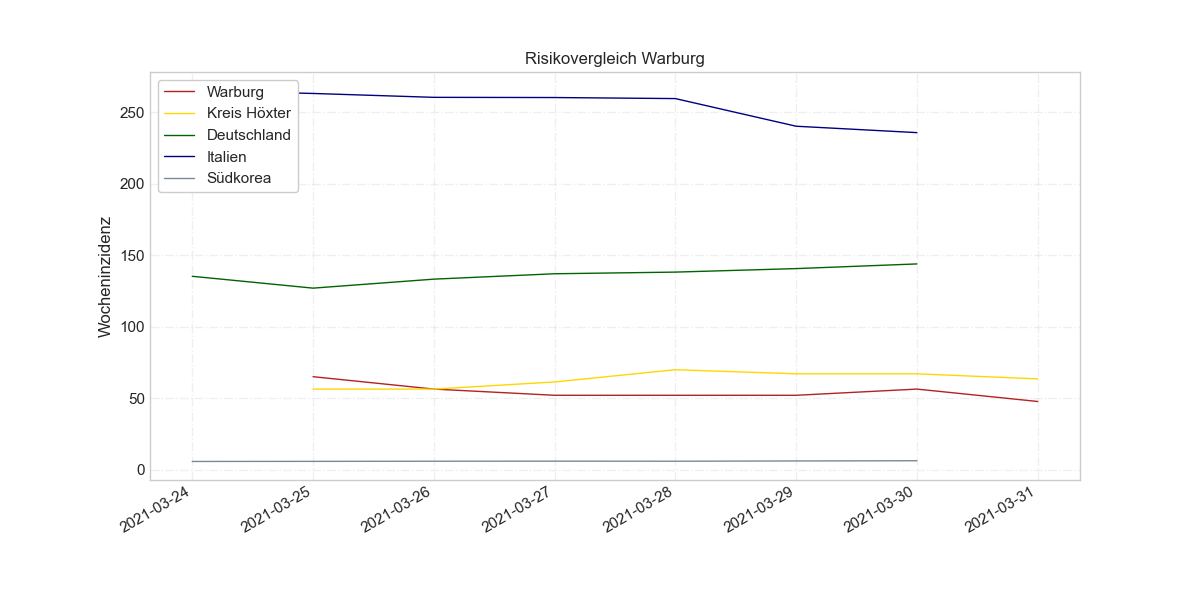 Risikovergleich Warburg
Warburg
Kreis Höxter
Deutschland
Italien
Südkorea
Wocheninzidenz
250
200
150
100
50
0
2021-03-24
2021-03-25
2021-03-26
2021-03-27
2021-03-28
2021-03-29
2021-03-30
2021-03-31